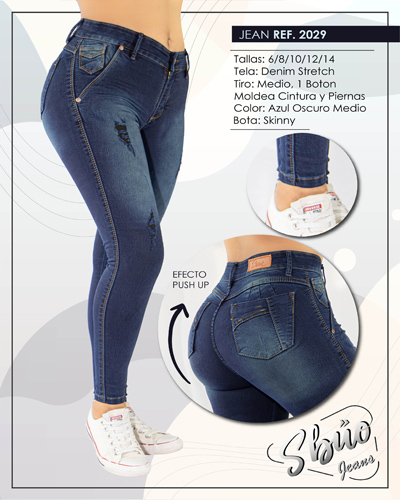 JEAN REF. 2029
Tallas: 6/8/10/12/14
Tela: Denim Stretch
Tiro: Medio, 1 Boton
Moldea Cintura y Piernas
Color: Azul Oscuro Medio
Bota: Skinny
EFECTO
PUSH UP
Sbüo
Jeans